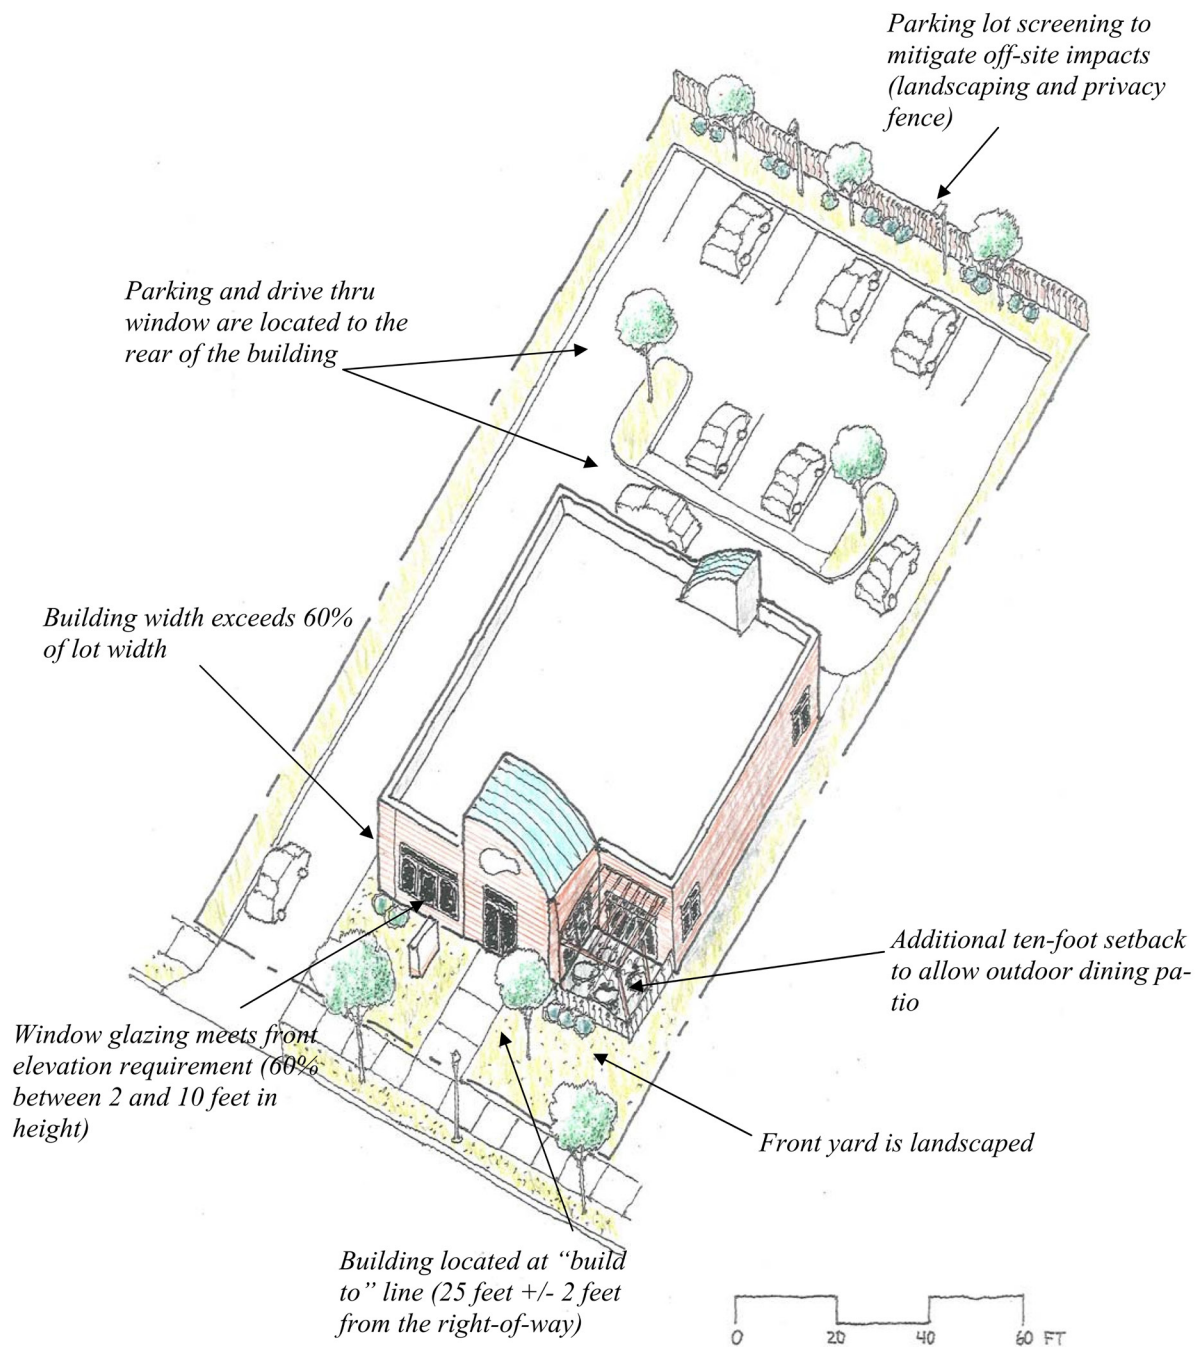 Parking lot screening to
mitigate off-site impacts
(landscaping and privacy
fence)
Parking and drive thru
window are located to the
rear of the building
Building width exceeds 60%
of lot width
Additional ten-foot setback
to allow outdoor dining pa-
tio
Window glazing meets front
elevation requirement (60%
between 2 and 10 feet in
height)
Front yard is landscaped
Building located at “build
to” line (25 feet +/- 2 feet
from the right-of-way)
0 20 40 60 FT